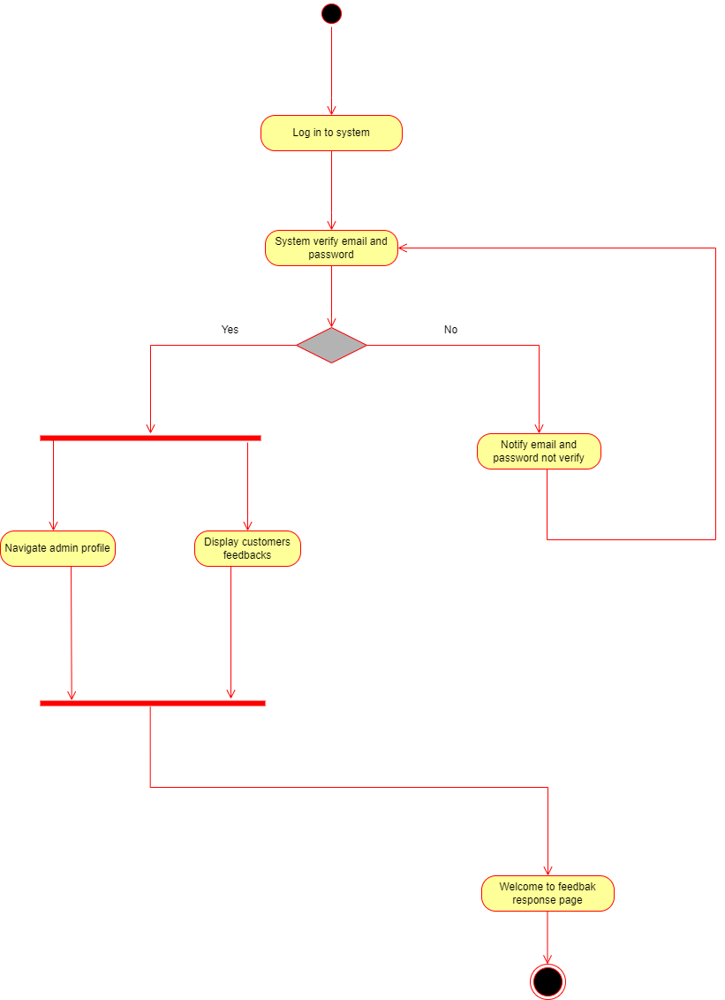 Log in to system
System verify email and
password
Yes
No
Notify email and
password not verify
Navigate admin profile
Display customers
feedbacks
Welcome to feedbak
response page